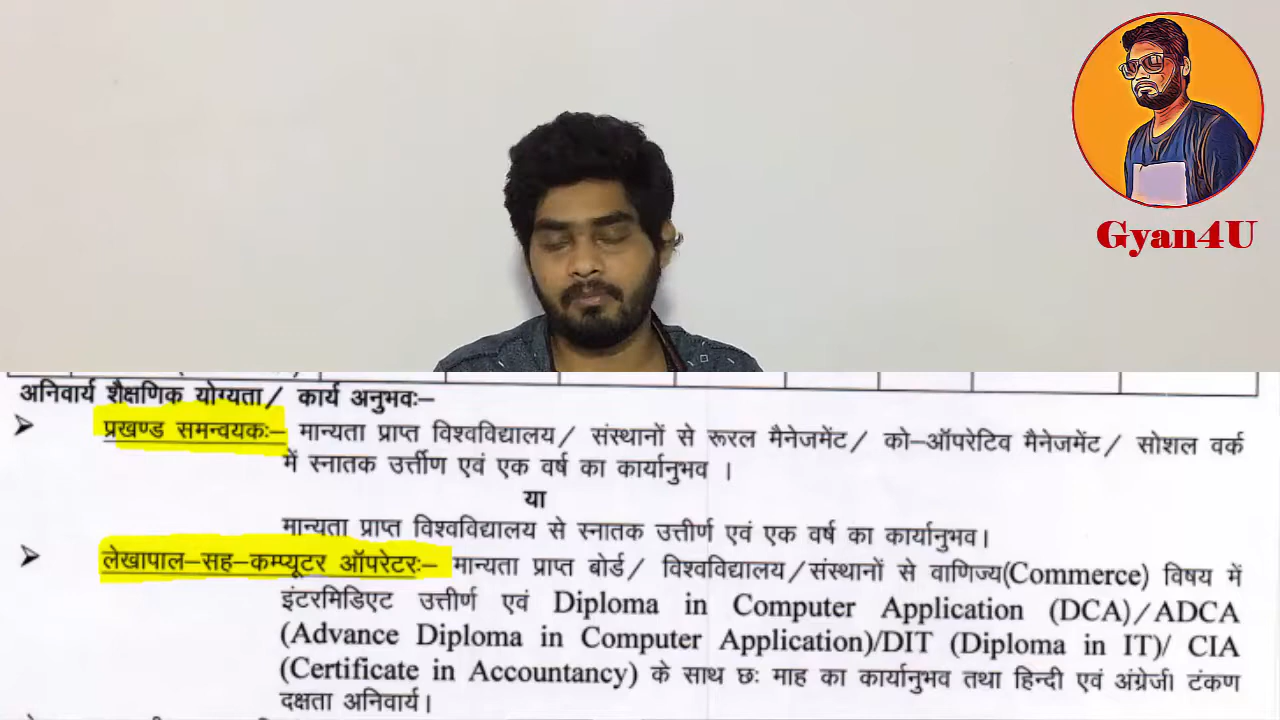 Gyan4U
अनिवार्य शैक्षणिक योग्यता/ कार्य अनुभवः–
प्रखण्ड समन्वयकः– मान्यता प्राप्त विश्वविद्यालय/ संस्थानों से रूरल मैनेजमेंट/ को–ऑपरेटिव मैनेजमेंट/ सोशल वर्क
में स्नातक उर्त्तीण एवं एक वर्ष का कार्यानुभव ।
या
मान्यता प्राप्त विश्वविद्यालय से स्नातक उत्तीर्ण एवं एक वर्ष का कार्यानुभव।
लेखापाल–सह–कम्प्यूटर ऑपरेटरः– मान्यता प्राप्त बोर्ड/ विश्वविद्यालय/संस्थानों से वाणिज्य(Commerce) विषय में
इंटरमिडिएट उत्तीर्ण एवं Diploma in Computer Application (DCA)/ADCA
(Advance Diploma in Computer Application)/DIT (Diploma in IT)/ CIA
(Certificate in Accountancy) के साथ छः माह का कार्यानुभव तथा हिन्दी एवं अंग्रेजी टंकण
दक्षता अनिवार्य।